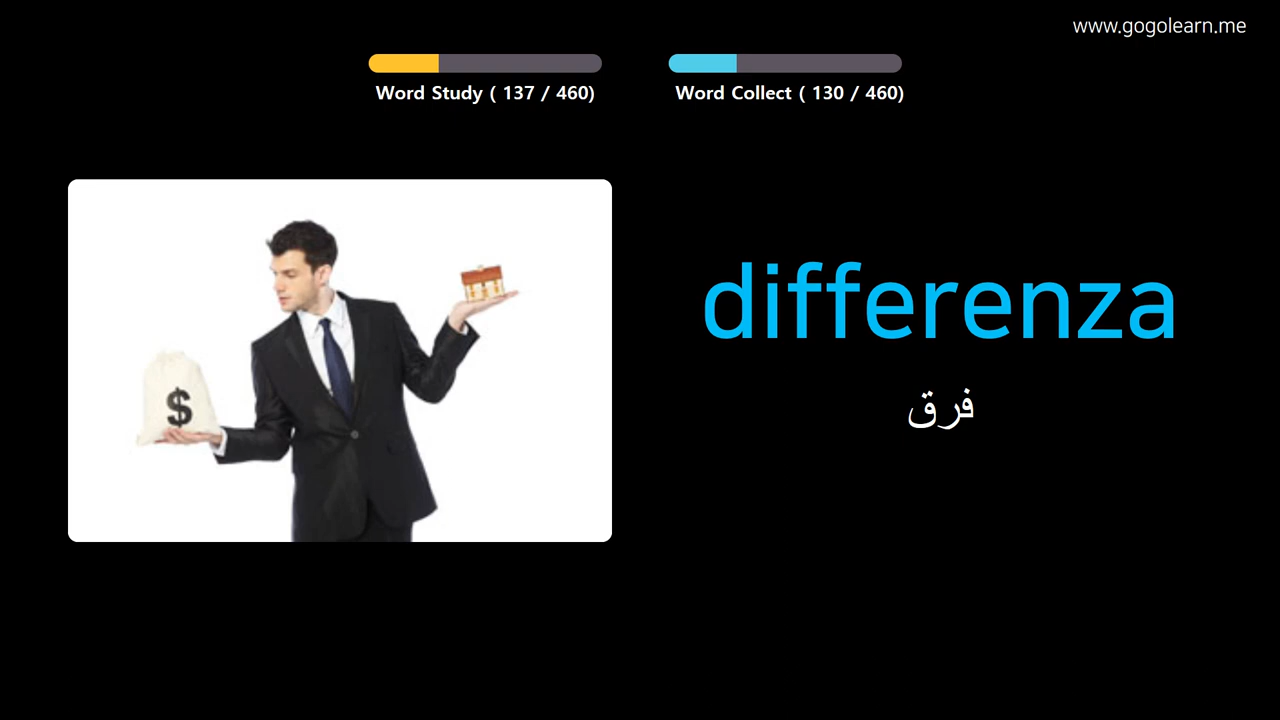 www.gogolearn.me
Word Study ( 137 / 460)
Word Collect ( 130 / 460)
$
differenza
فرق